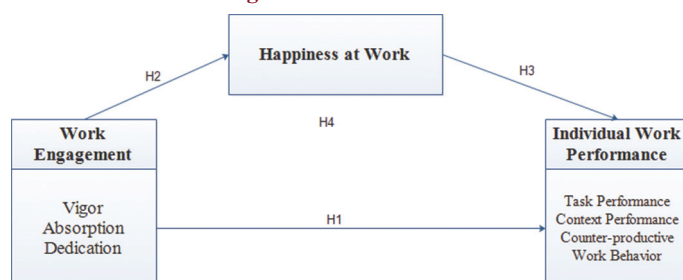 Happiness at Work
H2
H3
H4
Work
Engagement
Individual Work
Performance
Vigor
Absorption
Dedication
H1
Task Performance
Context Performance
Counter-productive
Work Behavior